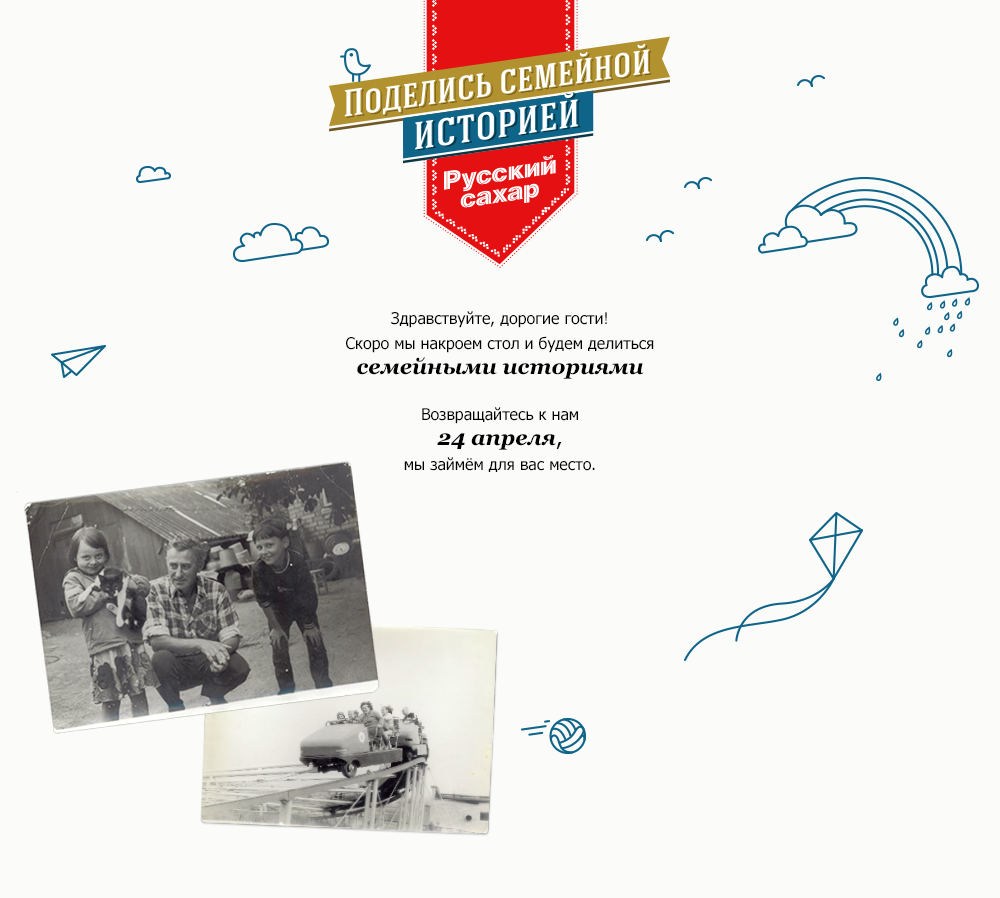 ПОДЕЛИСЬ СЕМЕЙНОЙ
ИСТОРИЕЙ
Русский
сахар
Здравствуйте, дорогие гости!
Скоро мы накроем стол и будем делиться
семейными историями
Возвращайтесь к нам
24 апреля,
мы займём для вас место.